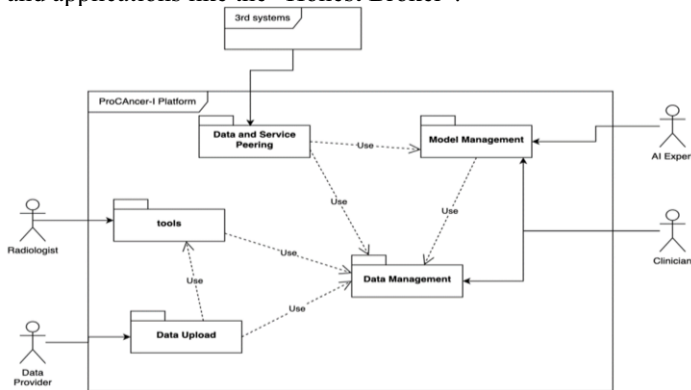 and applications like the "Honest Broker".
3rd systems
ProCAncer-I Platform
Data and Service
Peering
Use
Model Management
AI Exper
Use
Use
tools
Radiologist
Use
Data Management
Clinician
Use
Use
Data Upload
Data
Provider